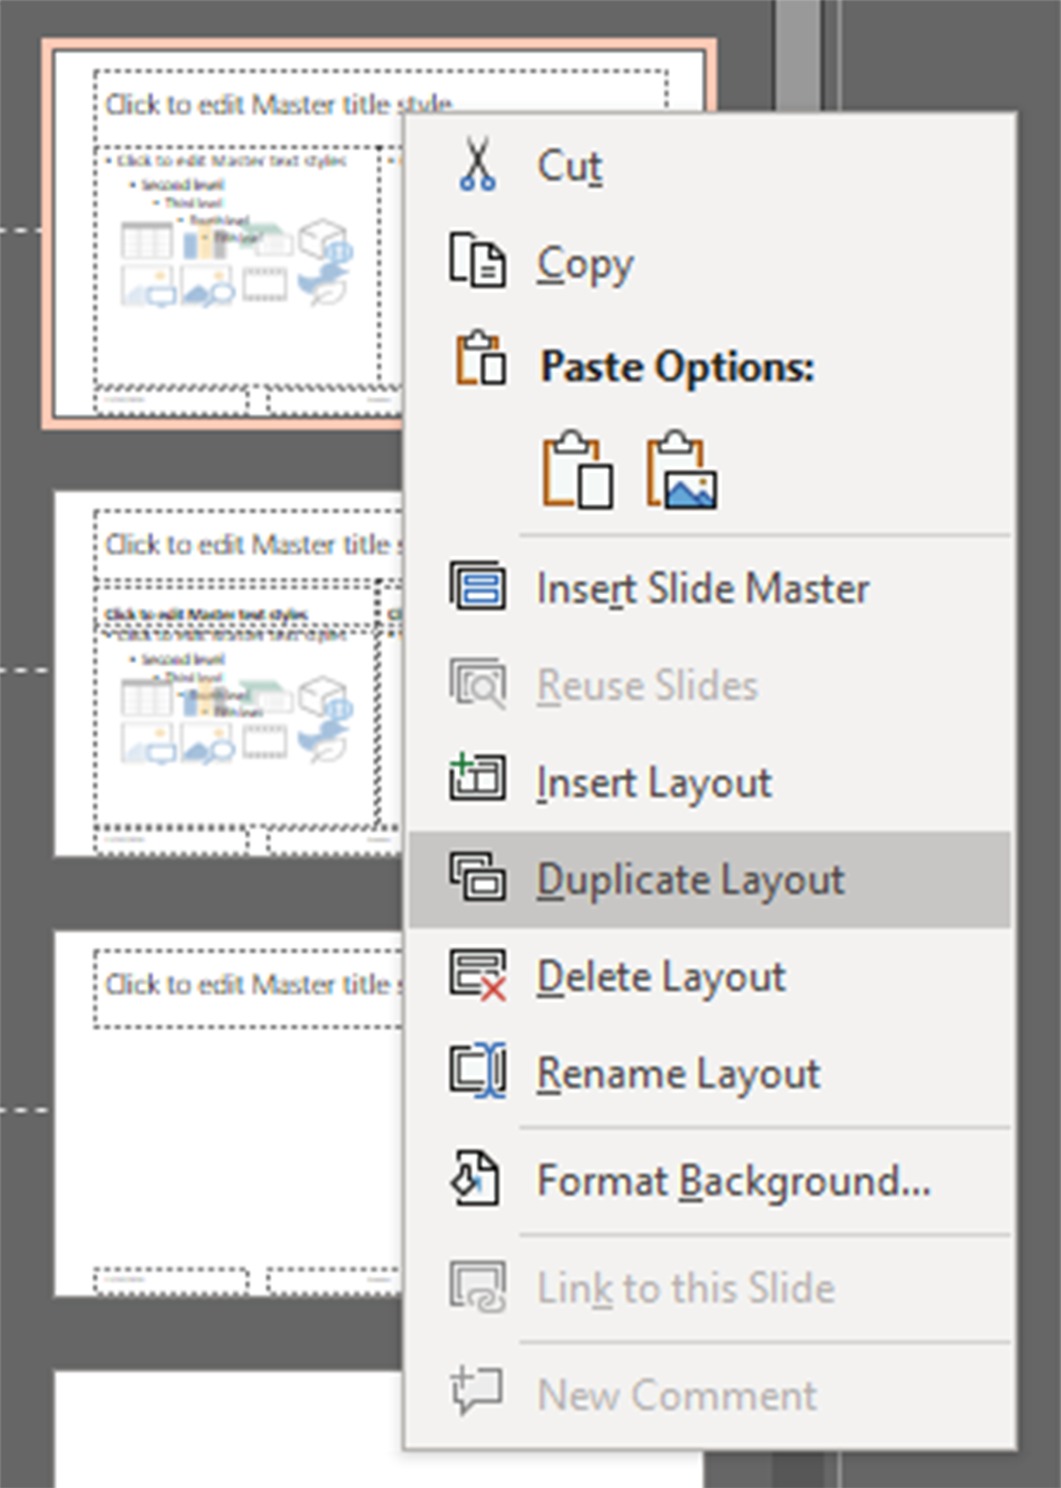 Click to edit Master title style
• Click to edit Master text styles
• Second level
• Third level
• Fourth level
• Fifth level
Click to edit Master title s
Click to edit Master text styles
• Click to edit Master text styles
• Second level
• Third level
• Fourth level
• Fifth level
Click to edit Master title s
Cut
Copy
Paste Options:
Insert Slide Master
Reuse Slides
Insert Layout
Duplicate Layout
Delete Layout
Rename Layout
Format Background...
Link to this Slide
New Comment